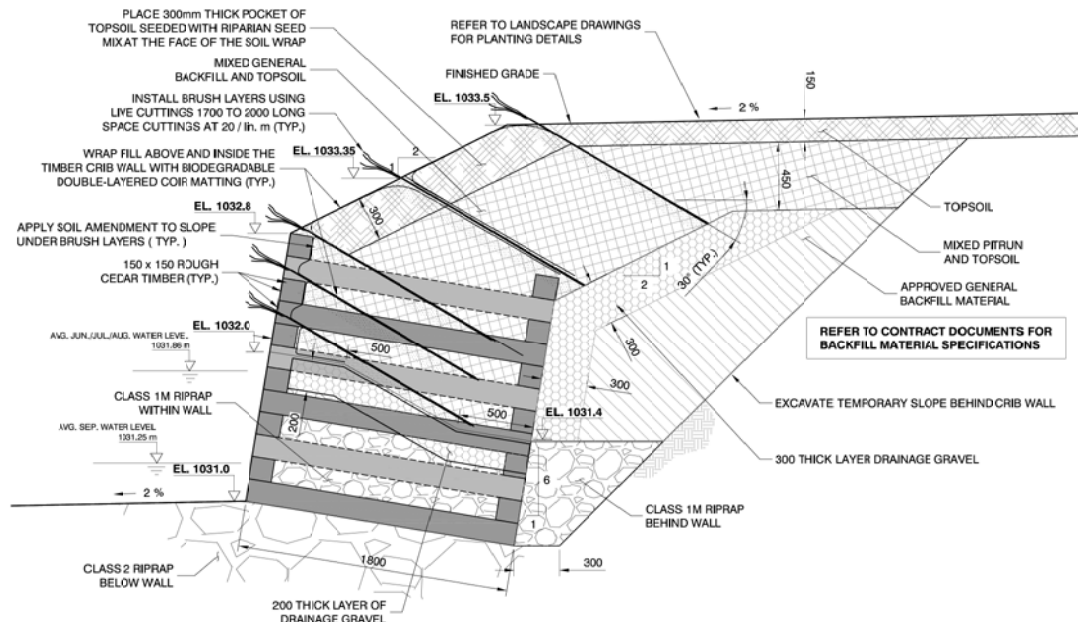 PLACE 300mm THICK POCKET OF
TOPSOIL SEEDED WITH RIPARIAN SEED
MIX AT THE FACE OF THE SOIL WRAP
MIXED GENERAL
BACKFILL AND TOPSOIL
INSTALL BRUSH LAYERS USING
LIVE CUTTINGS 1700 TO 2000 LONG
SPACE CUTTINGS AT 20 / lin. m (TYP.)
WRAP FILL ABOVE AND INSIDE THE
TIMBER CRIB WALL WITH BIODEGRADABLE
DOUBLE-LAYERED COIR MATTING (TYP.)
EL. 1032.8
APPLY SOIL AMENDMENT TO SLOPE
UNDER BRUSH LAYERS ( TYP. )
150 x 150 ROUGH
CEDAR TIMBER (TYP.)
EL. 1032.0
AVG. JUN./JUL./AUG. WATER LEVEL
1031.86 m
CLASS 1M RIPRAP
WITHIN WALL
AVG. SEP. WATER LEVEL
1031.25 m
EL. 1031.0
2 %
CLASS 2 RIPRAP
BELOW WALL
200 THICK LAYER OF
DRAINAGE GRAVEL
1800
300
REFER TO LANDSCAPE DRAWINGS
FOR PLANTING DETAILS
FINISHED GRADE
EL. 1033.5
EL. 1033.35
1
2
300
500
500
200
2 %
150
450
30° (TYP.)
1
2
300
300
EL. 1031.4
6
1
TOPSOIL
MIXED PITRUN
AND TOPSOIL
APPROVED GENERAL
BACKFILL MATERIAL
REFER TO CONTRACT DOCUMENTS FOR
BACKFILL MATERIAL SPECIFICATIONS
EXCAVATE TEMPORARY SLOPE BEHIND CRIB WALL
300 THICK LAYER DRAINAGE GRAVEL
CLASS 1M RIPRAP
BEHIND WALL